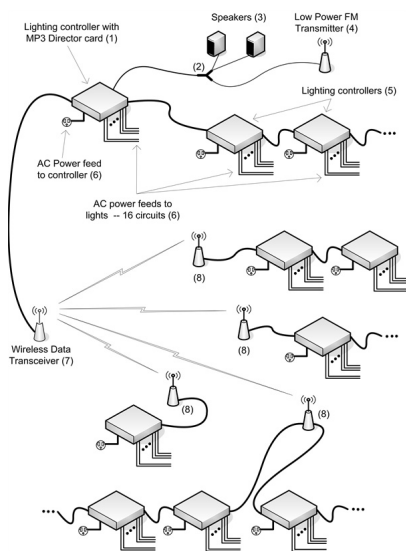 Lighting controller with
MP3 Director card (1)
Speakers (3)
Low Power FM
Transmitter (4)
(2)
Lighting controllers (5)
AC Power feed
to controller (6)
AC power feeds to
lights -- 16 circuits (6)
(8)
(8)
Wireless Data
Transceiver (7)
(8)
(8)